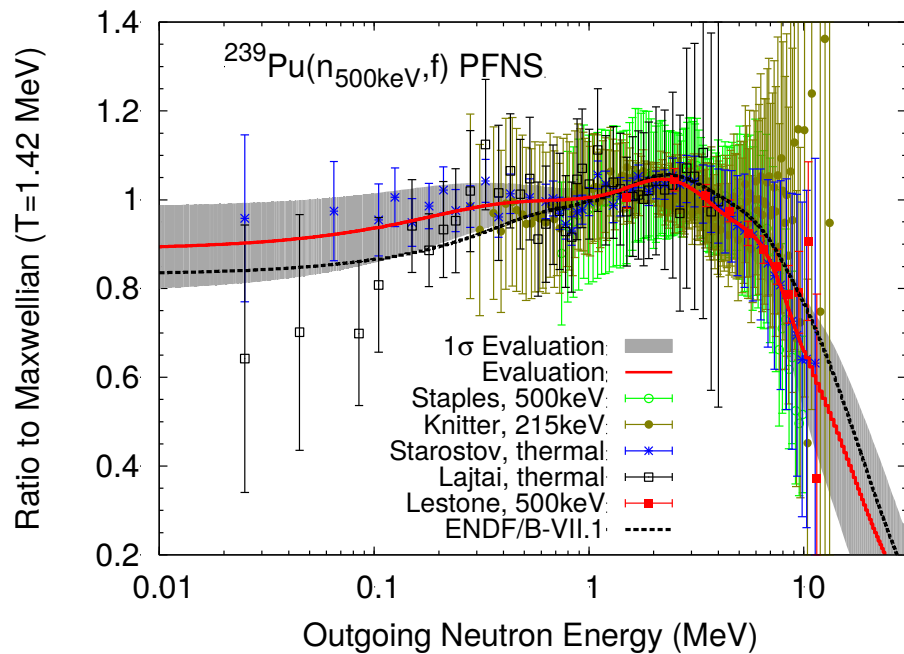 1.4
1.2
1
0.8
0.6
0.4
0.2
Ratio to Maxwellian (T=1.42 MeV)
²³⁹Pu(n₅₀₀ₖₑᵥ,f) PFNS
1σ Evaluation
Evaluation
Staples, 500keV
Knitter, 215keV
Starostov, thermal
Lajtai, thermal
Lestone, 500keV
ENDF/B-VII.1
0.01 0.1 1 10
Outgoing Neutron Energy (MeV)